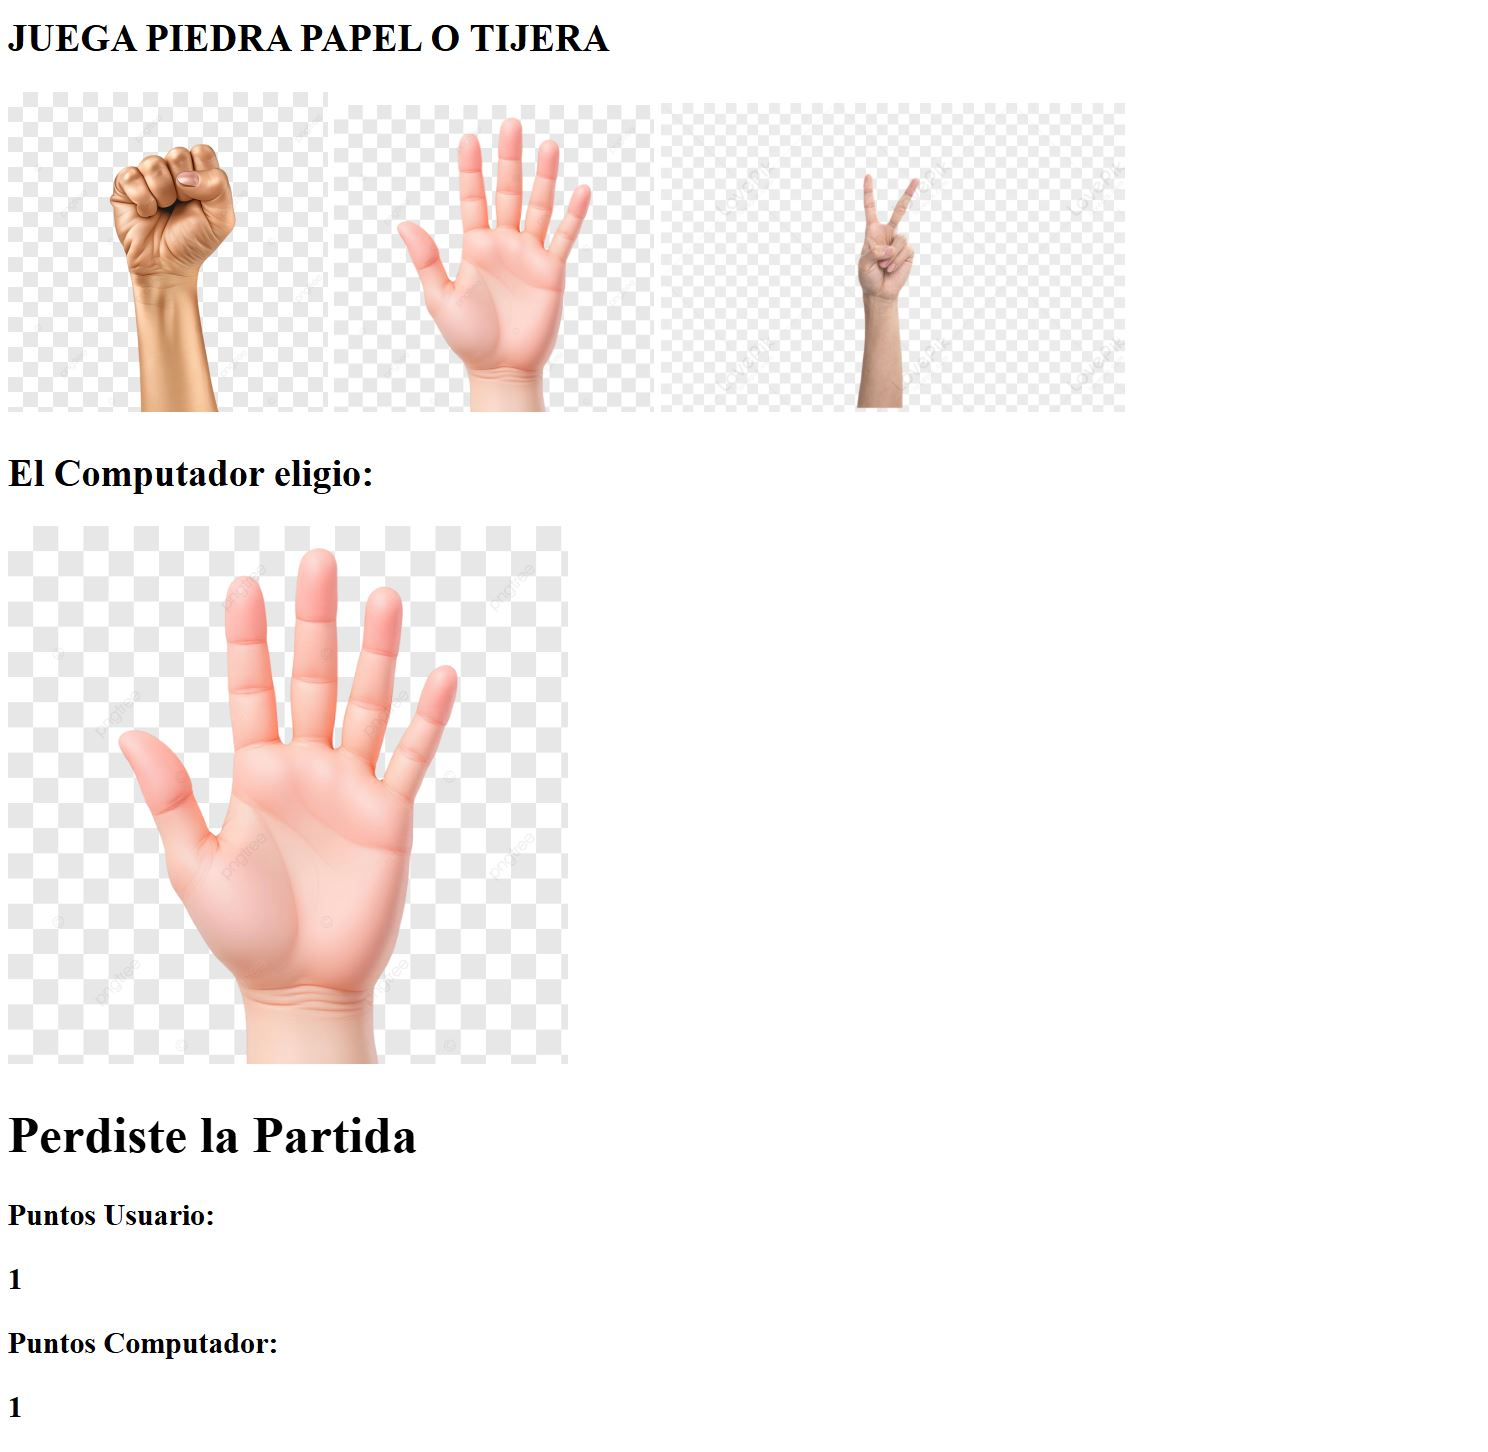 JUEGA PIEDRA PAPEL O TIJERA
El Computador eligio:
Perdiste la Partida
Puntos Usuario:
1
Puntos Computador:
1